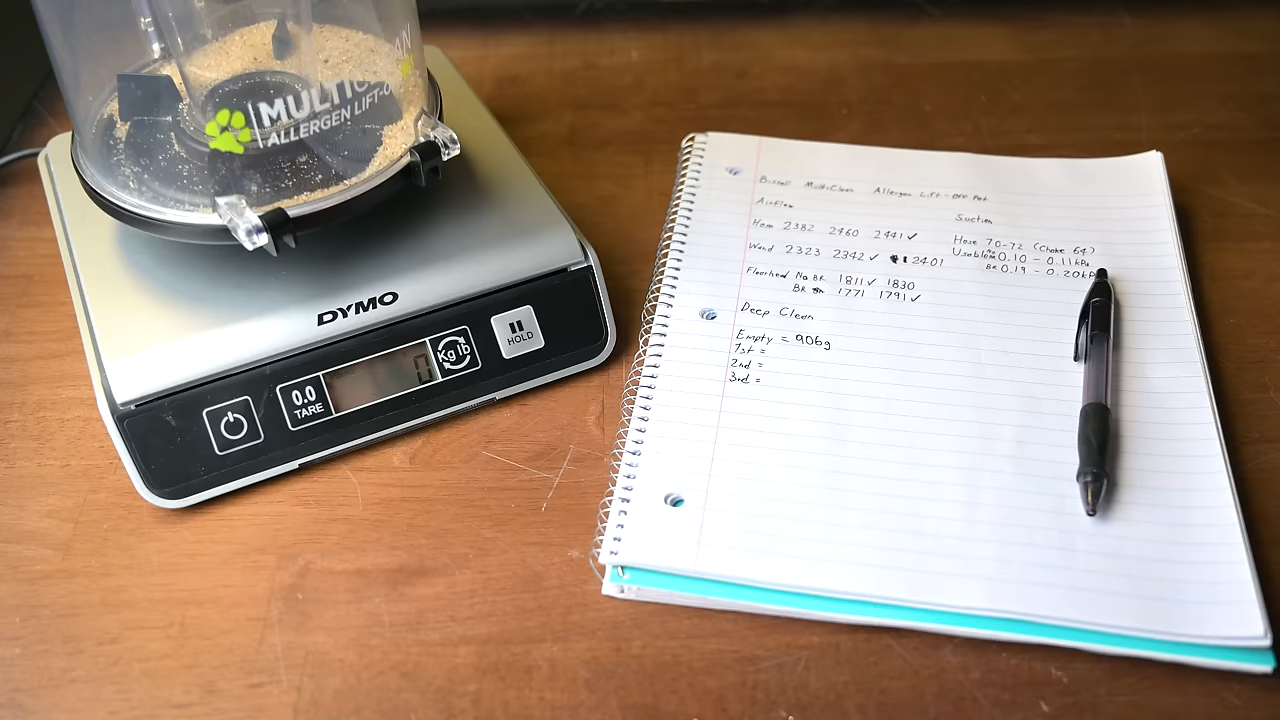 MULTICLEAN
ALLERGEN LIFT-O
DYMO
0.0
TARE
0
Kg lb
HOLD
Bissell MultiClean Allergen Lift-Off Pet
Airflow
Suction
Hose 2382 2460 2441✓
Hose 70-72 (Choke 64)
Wand 2323 2342✓ 2401
Usable 0.10 - 0.11kPa
BR 0.19 - 0.20kPa
Floorhead No BR 1811✓ 1830
BR 1771 1791✓
Deep Clean
Empty = 906g
1st =
2nd =
3rd =